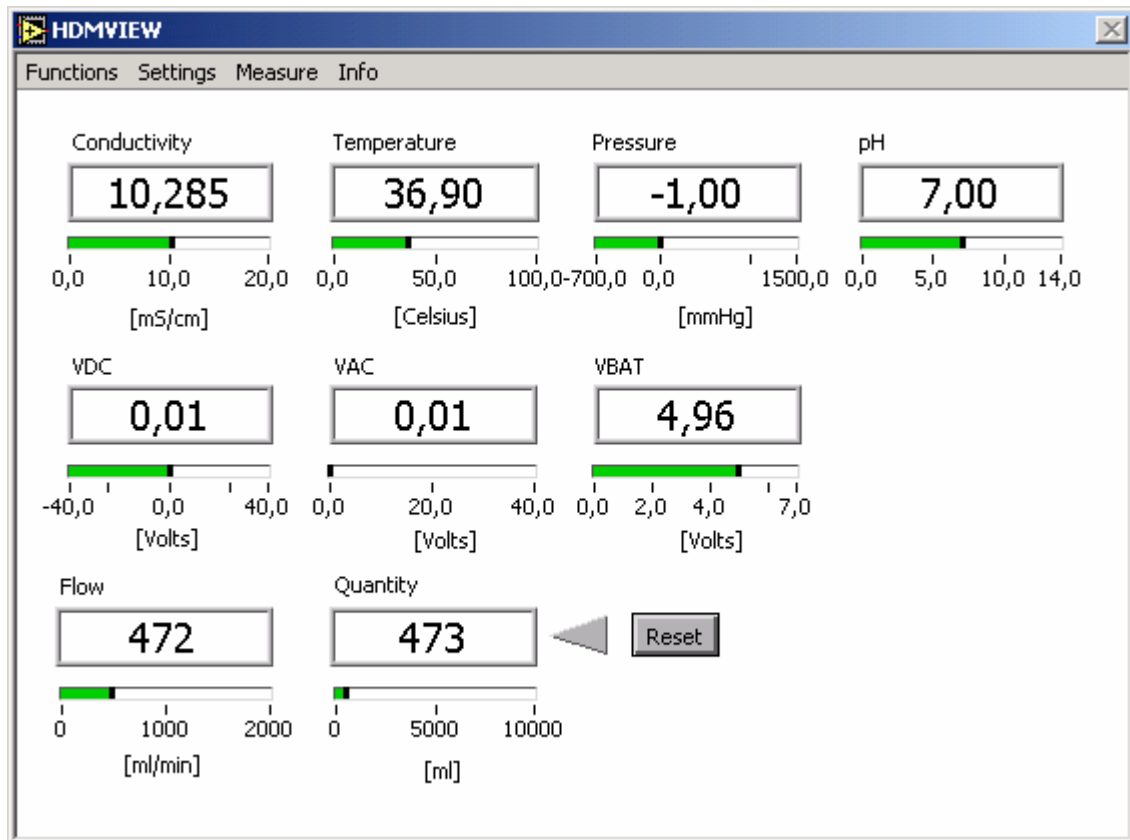 HDMVIEW
Functions Settings Measure Info
Conductivity Temperature Pressure pH
10,285 36,90 -1,00 7,00
0,0 10,0 20,0 0,0 50,0 100,0 -700,0 0,0 1500,0 0,0 5,0 10,0 14,0
[mS/cm] [Celsius] [mmHg]
VDC VAC VBAT
0,01 0,01 4,96
-40,0 0,0 40,0 0,0 20,0 40,0 0,0 2,0 4,0 7,0
[Volts] [Volts] [Volts]
Flow Quantity
472 473 Reset
0 1000 2000 0 5000 10000
[ml/min] [ml]